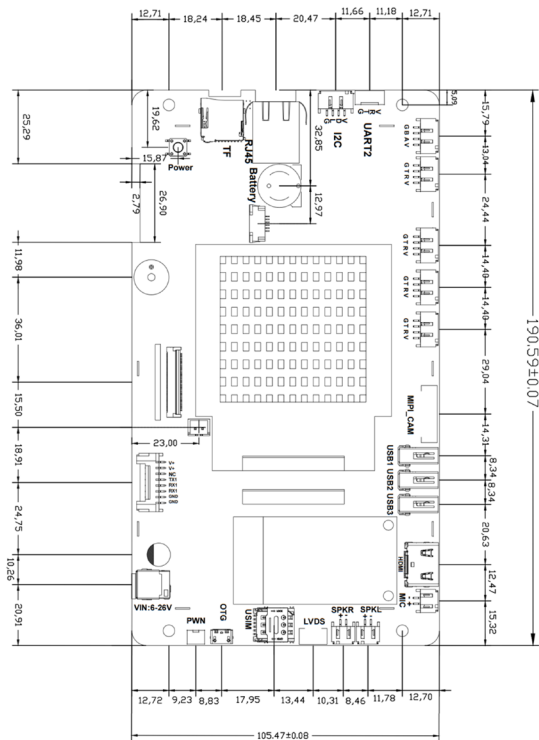 12,71 18,24 18,45 20,47 11,66 11,18 12,71
5,09
15,79
13,04
24,44
14,40
14,40
29,04
14,31
8,34
8,34
20,63
12,47
15,32
190.59±0.07
25,29
19,62
15,87
2,79
26,90
11,98
36,01
15,50
18,91
23,00
24,75
10,26
20,91
32,85
12,97
Power
TF
RJ45
Battery
I2C
UART2
G B A V
G T R V
G T R V
G T R V
G T R V
MIPI_CAM
USB1 USB2 USB3
HDMI
MIC
V+
V+
NC
TX1
RX1
RX1
GND
GND
VIN:6-26V
PWN
OTG
USIM
LVDS
SPKR SPKL
12,72 9,23 8,83 17,95 13,44 10,31 8,46 11,78 12,70
105.47±0.08